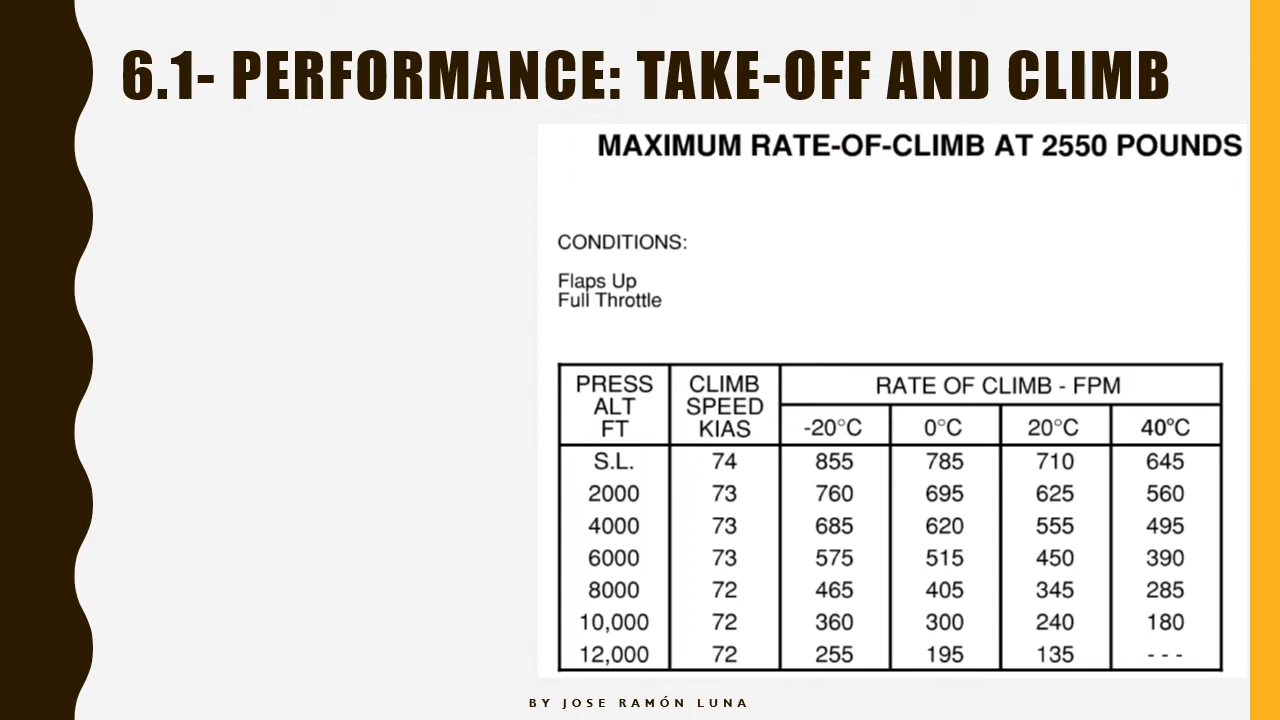 6.1- PERFORMANCE: TAKE-OFF AND CLIMB
MAXIMUM RATE-OF-CLIMB AT 2550 POUNDS
CONDITIONS:
Flaps Up
Full Throttle
PRESS ALT FT CLIMB SPEED KIAS RATE OF CLIMB - FPM
-20°C 0°C 20°C 40°C
S.L. 74 855 785 710 645
2000 73 760 695 625 560
4000 73 685 620 555 495
6000 73 575 515 450 390
8000 72 465 405 345 285
10,000 72 360 300 240 180
12,000 72 255 195 135 - - -
BY JOSE RAMÓN LUNA